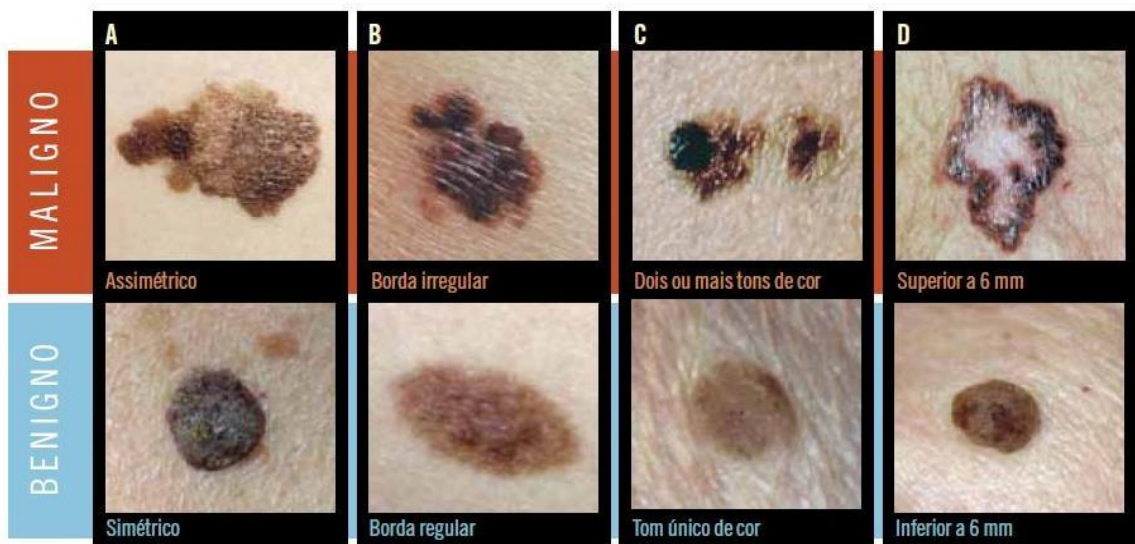 A
B
C
D
MALIGNO
Assimétrico
Borda irregular
Dois ou mais tons de cor
Superior a 6 mm
BENIGNO
Simétrico
Borda regular
Tom único de cor
Inferior a 6 mm